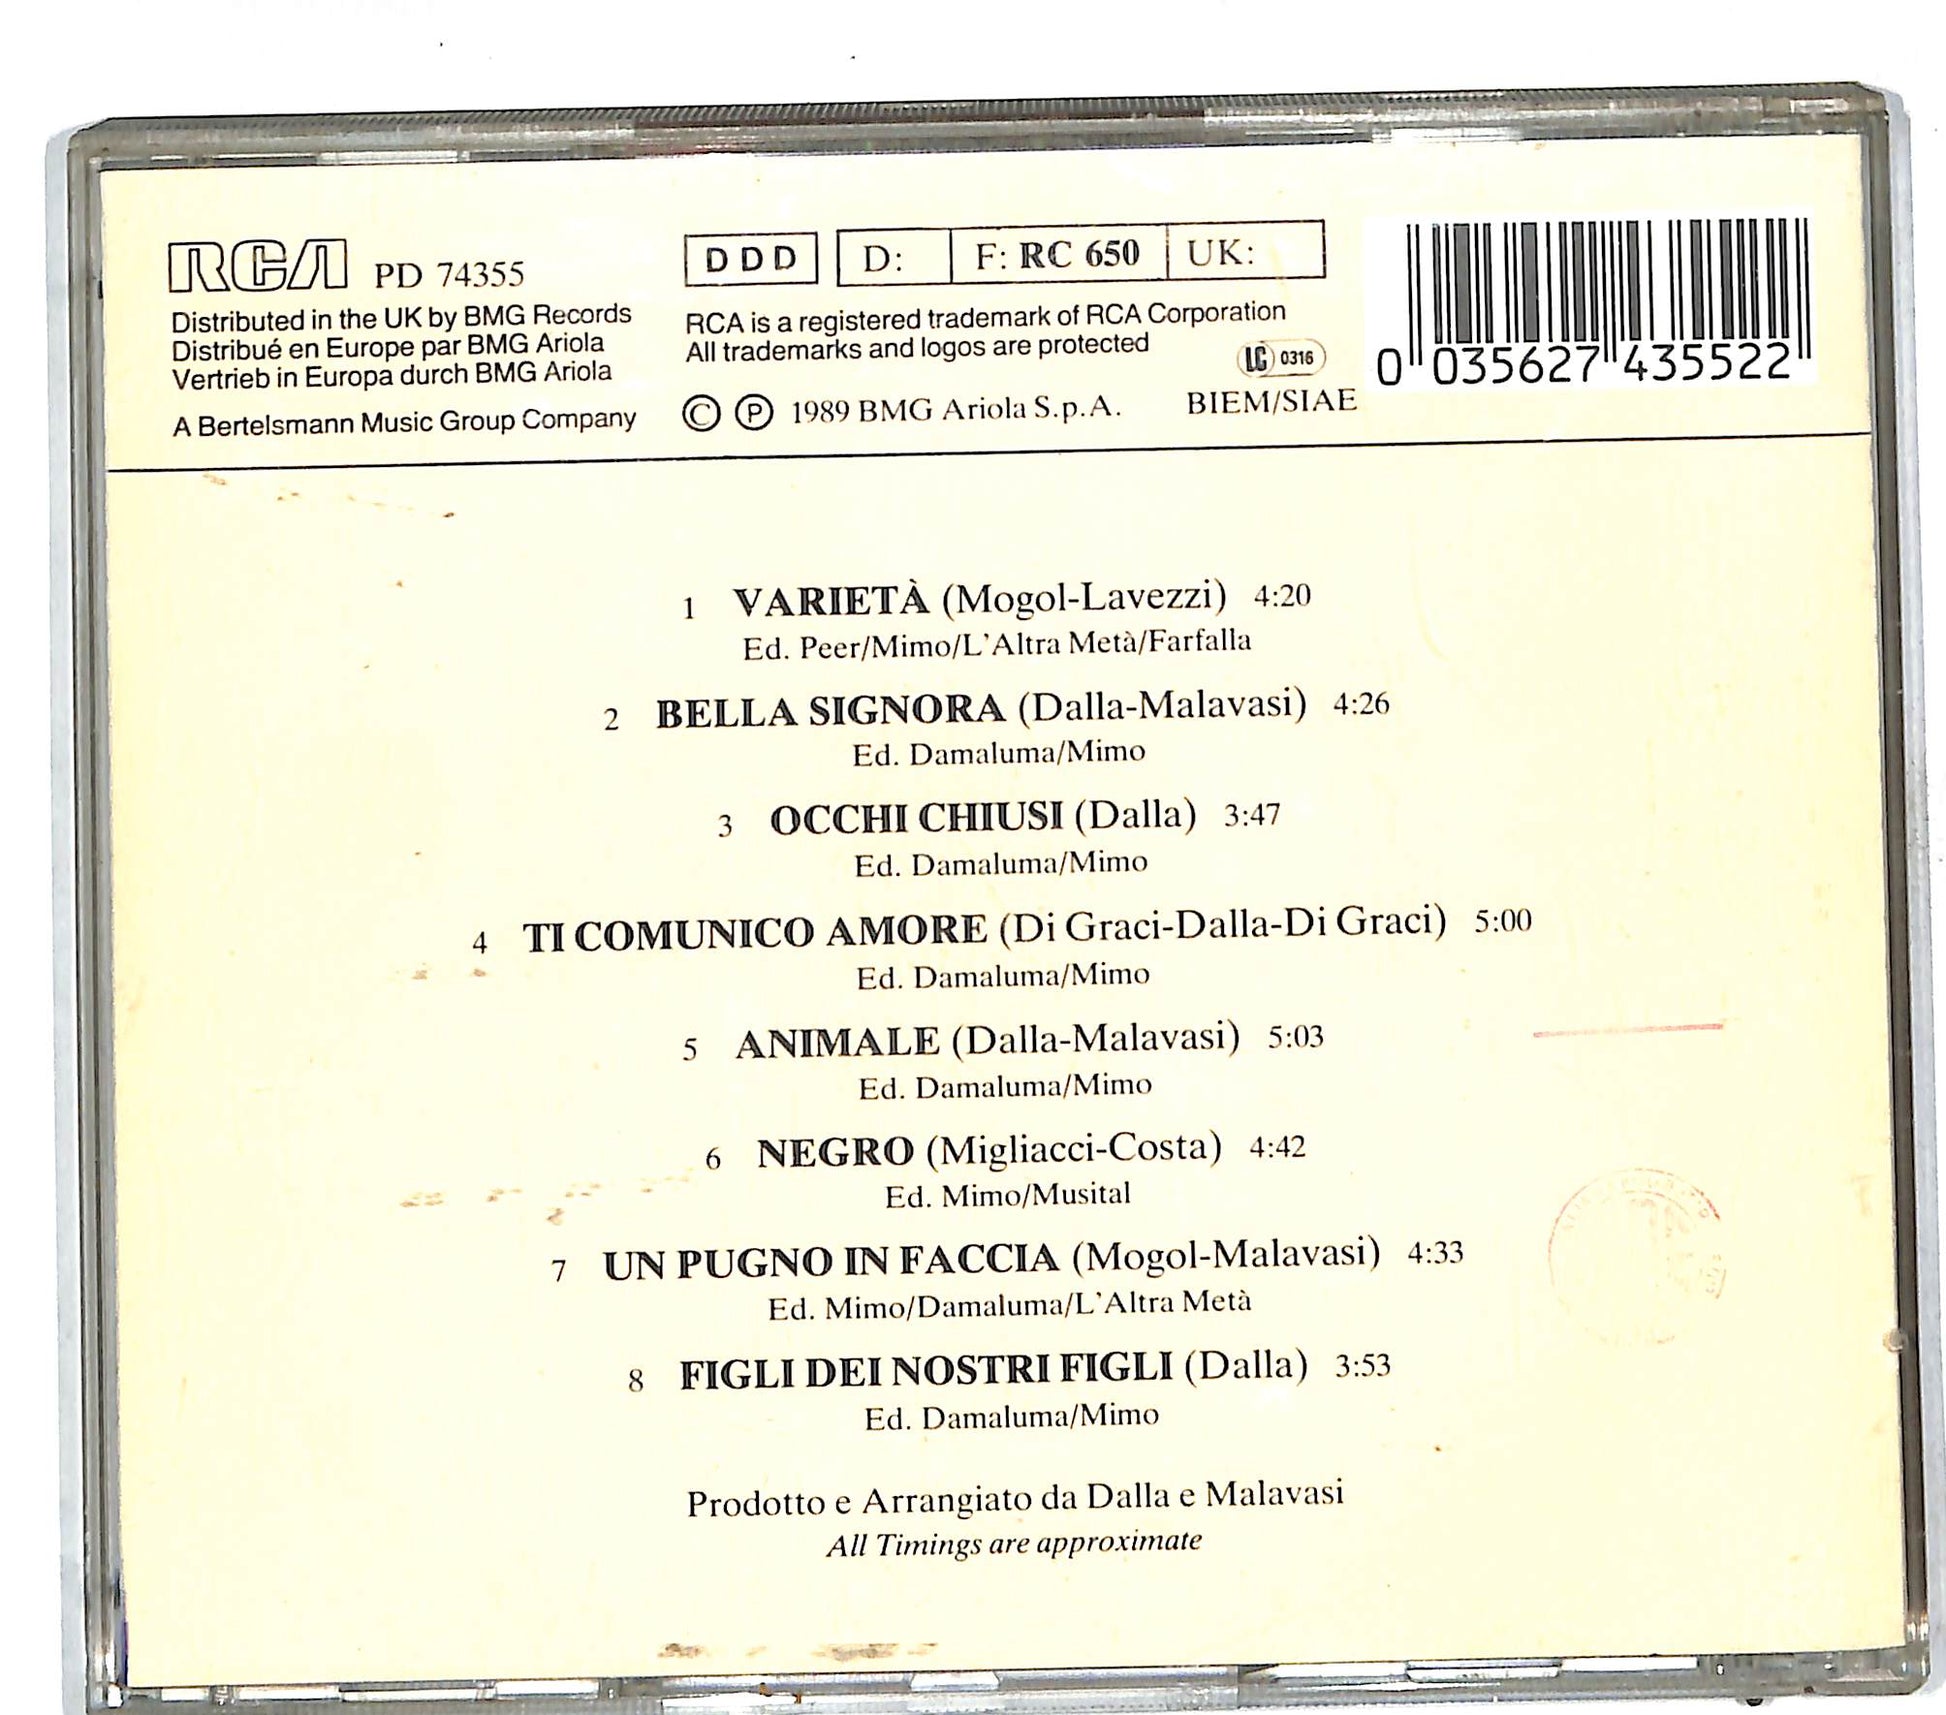 RCA PD 74355
Distributed in the UK by BMG Records
Distribué en Europe par BMG Ariola
Vertrieb in Europa durch BMG Ariola
A Bertelsmann Music Group Company
DDD D: F: RC 650 UK:
RCA is a registered trademark of RCA Corporation
All trademarks and logos are protected
LC 0316
© ℗ 1989 BMG Ariola S.p.A. BIEM/SIAE
0 035627 435522
1 VARIETÀ (Mogol-Lavezzi) 4:20
Ed. Peer/Mimo/L'Altra Metà/Farfalla
2 BELLA SIGNORA (Dalla-Malavasi) 4:26
Ed. Damaluma/Mimo
3 OCCHI CHIUSI (Dalla) 3:47
Ed. Damaluma/Mimo
4 TI COMUNICO AMORE (Di Graci-Dalla-Di Graci) 5:00
Ed. Damaluma/Mimo
5 ANIMALE (Dalla-Malavasi) 5:03
Ed. Damaluma/Mimo
6 NEGRO (Migliacci-Costa) 4:42
Ed. Mimo/Musital
7 UN PUGNO IN FACCIA (Mogol-Malavasi) 4:33
Ed. Mimo/Damaluma/L'Altra Metà
8 FIGLI DEI NOSTRI FIGLI (Dalla) 3:53
Ed. Damaluma/Mimo
Prodotto e Arrangiato da Dalla e Malavasi
All Timings are approximate